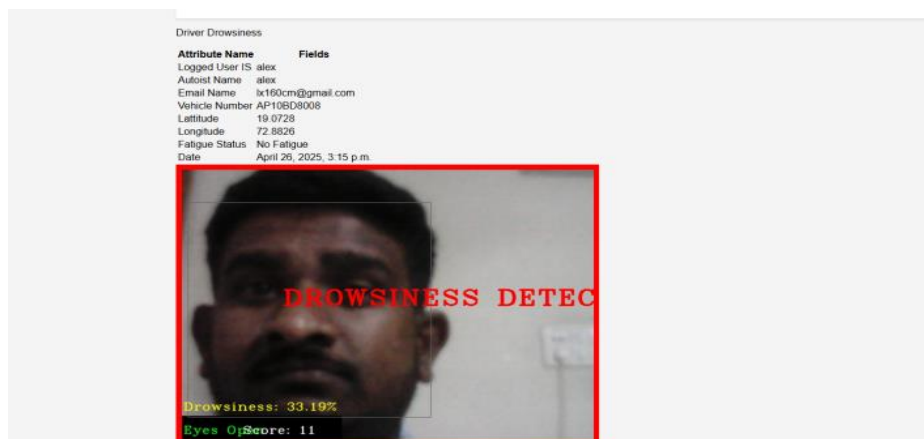 Driver Drowsiness
Attribute Name Fields
Logged User IS alex
Autoist Name alex
Email Name lx160cm@gmail.com
Vehicle Number AP10BD8008
Lattitude 19.0728
Longitude 72.8826
Fatigue Status No Fatigue
Date April 26, 2025, 3:15 p.m.
DROWSINESS DETEC
Drowsiness: 33.19%
Eyes Open Score: 11